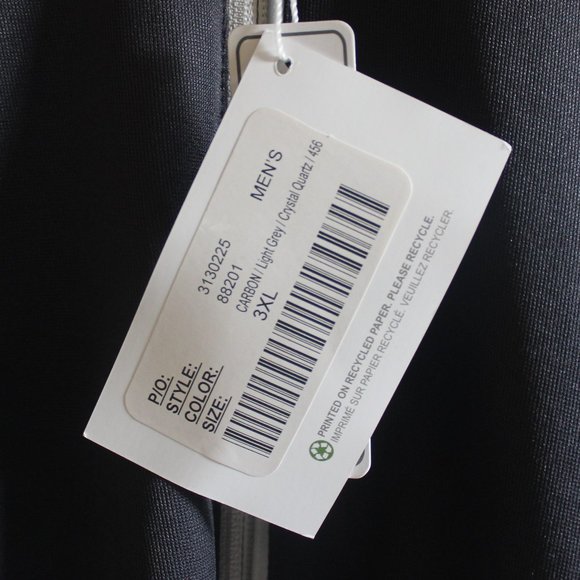 MEN'S
P/O: 3130225
STYLE: 88201
COLOR: CARBON / Light Grey / Crystal Quartz / 456
SIZE: 3XL
PRINTED ON RECYCLED PAPER. PLEASE RECYCLE.
IMPRIMÉ SUR PAPIER RECYCLÉ. VEUILLEZ RECYCLER.